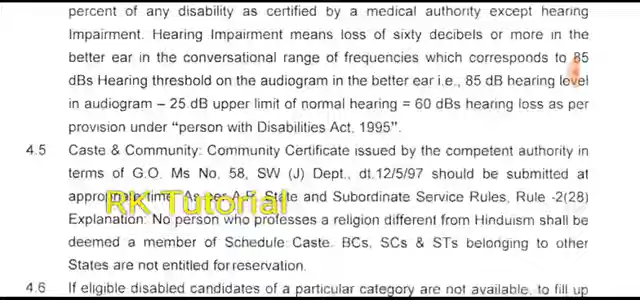 percent of any disability as certified by a medical authority except hearing
Impairment. Hearing Impairment means loss of sixty decibels or more in the
better ear in the conversational range of frequencies which corresponds to 85
dBs Hearing threshold on the audiogram in the better ear i.e., 85 dB hearing level
in audiogram – 25 dB upper limit of normal hearing = 60 dBs hearing loss as per
provision under "person with Disabilities Act, 1995".
4.5 Caste & Community: Community Certificate issued by the competent authority in
terms of G.O. Ms No. 58, SW (J) Dept., dt.12/5/97 should be submitted at
appropriate time. As per A.P. State and Subordinate Service Rules, Rule -2(28)
RK Tutorial
Explanation: No person who professes a religion different from Hinduism shall be
deemed a member of Schedule Caste. BCs, SCs & STs belonging to other
States are not entitled for reservation.
4.6 If eligible disabled candidates of a particular category are not available, to fill up